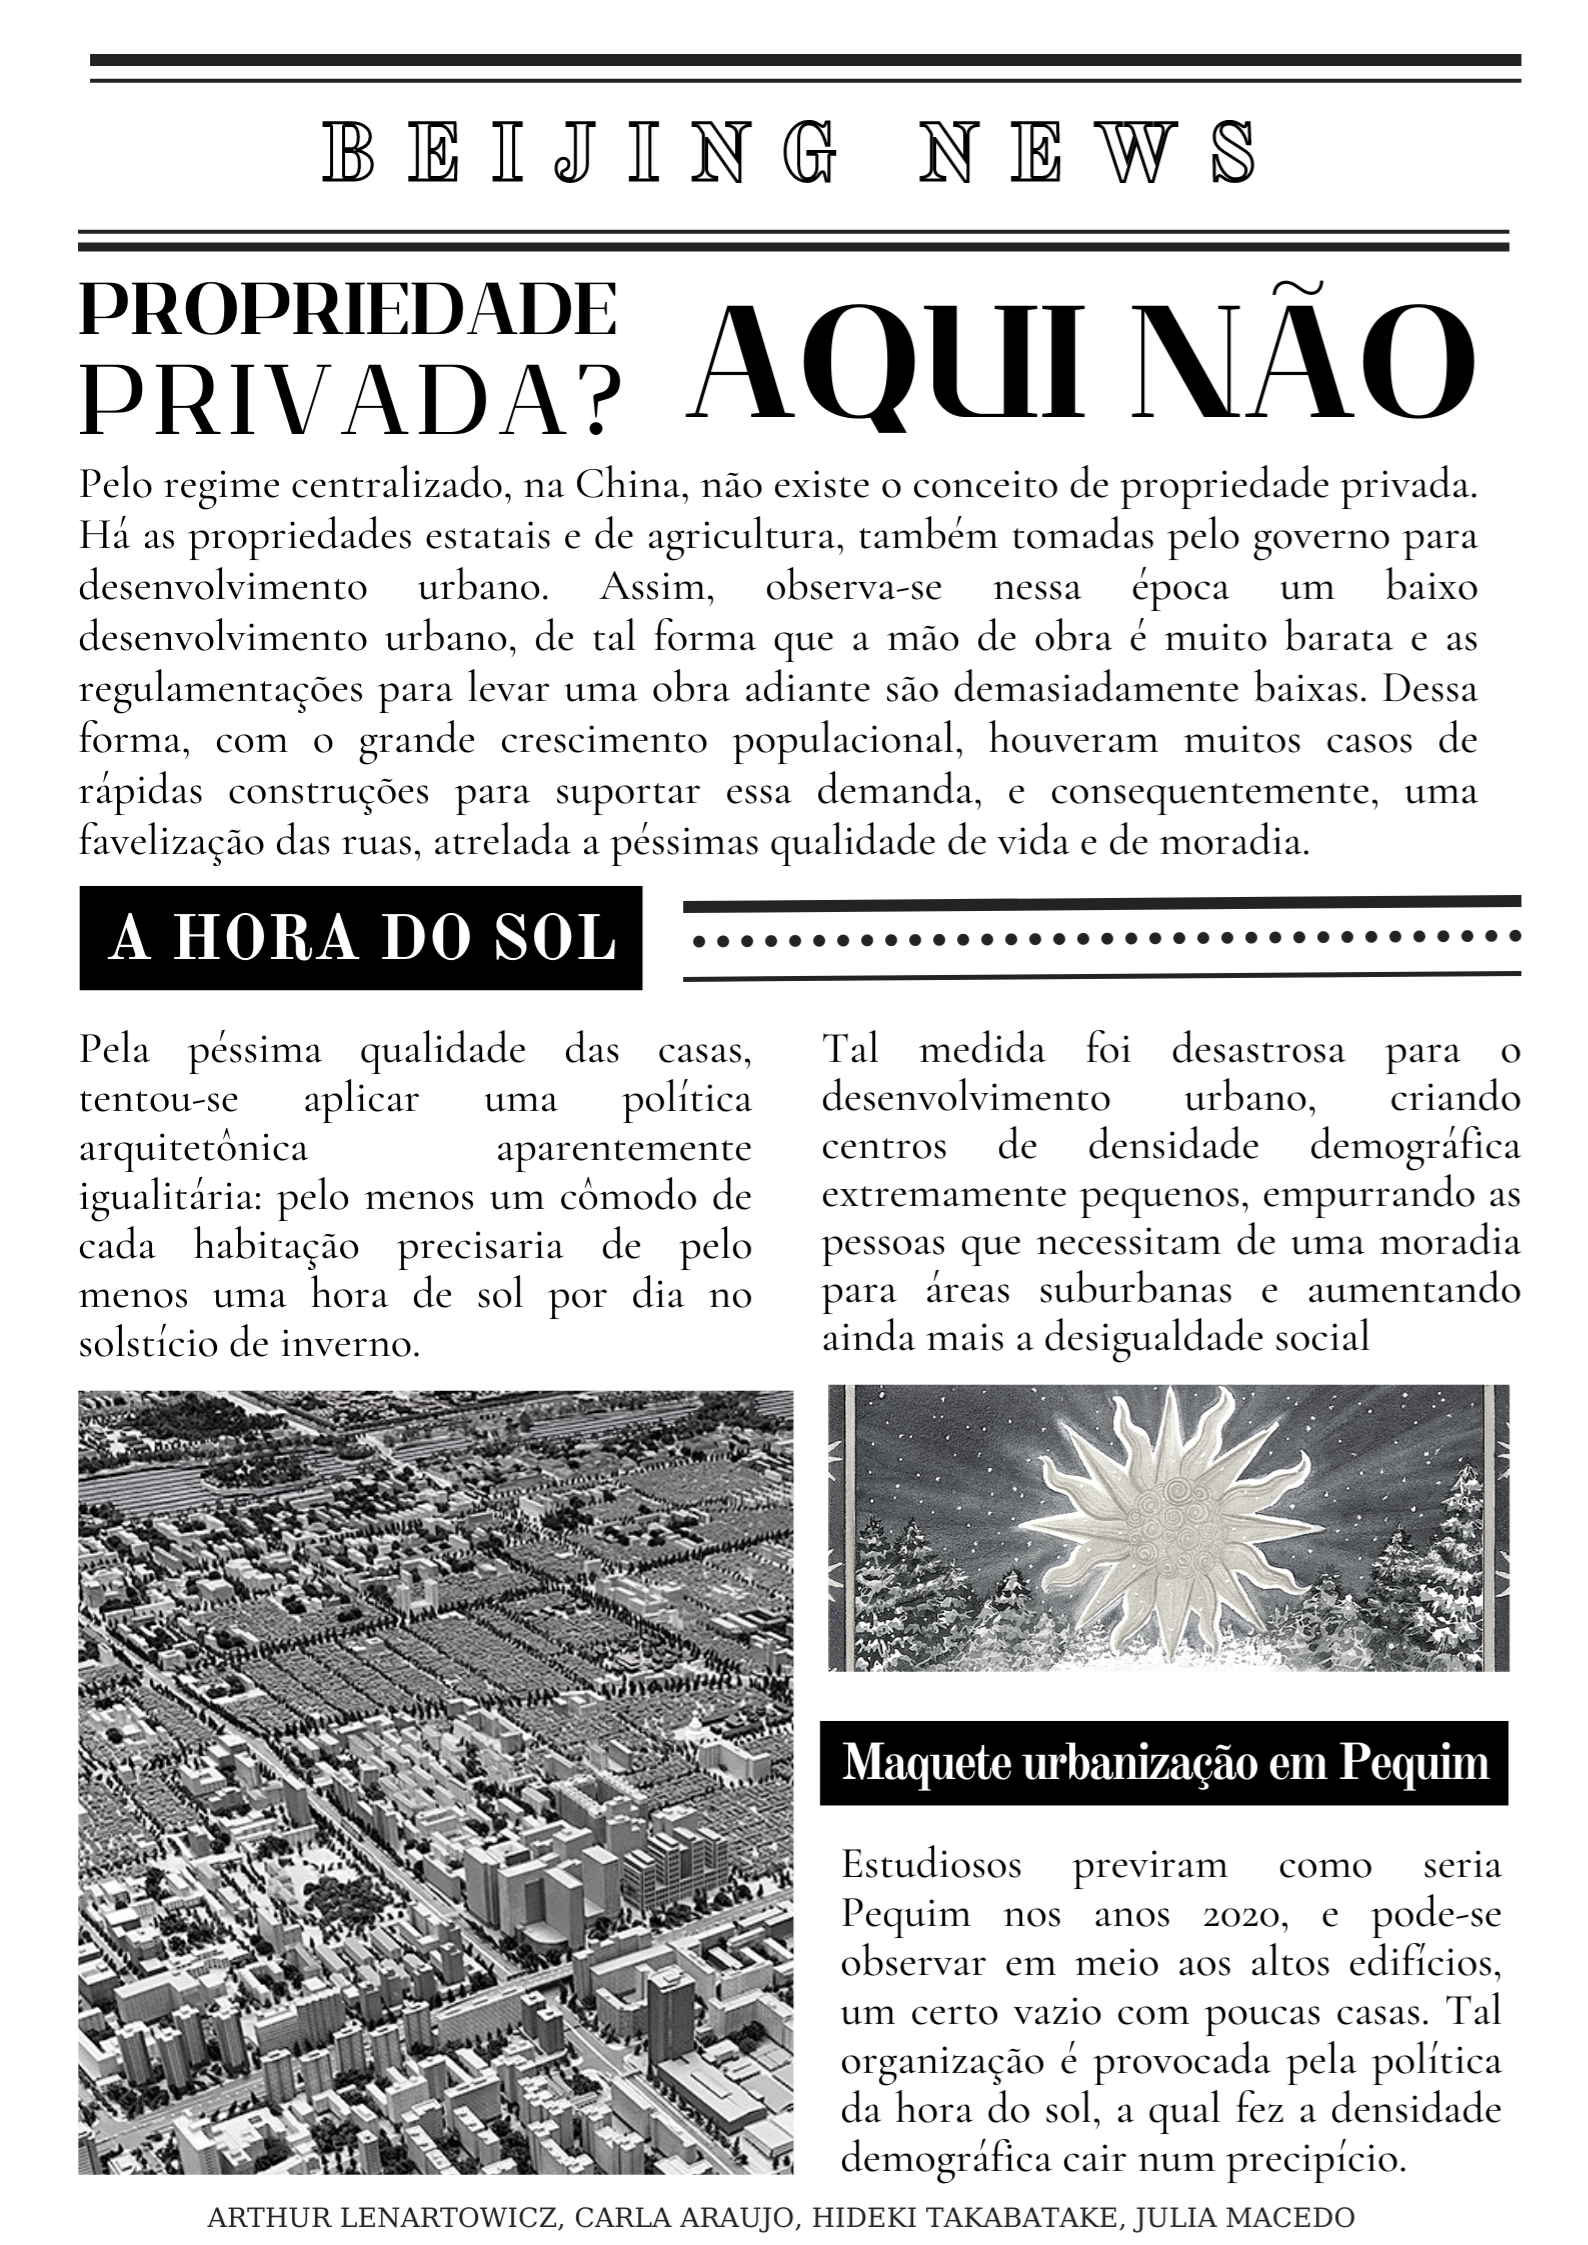 BEIJING NEWS
PROPRIEDADE
PRIVADA?
AQUI NÃO
Pelo regime centralizado, na China, não existe o conceito de propriedade privada.
Há as propriedades estatais e de agricultura, também tomadas pelo governo para
desenvolvimento urbano. Assim, observa-se nessa época um baixo
desenvolvimento urbano, de tal forma que a mão de obra é muito barata e as
regulamentações para levar uma obra adiante são demasiadamente baixas. Dessa
forma, com o grande crescimento populacional, houveram muitos casos de
rápidas construções para suportar essa demanda, e consequentemente, uma
favelização das ruas, atrelada a péssimas qualidade de vida e de moradia.
A HORA DO SOL
Pela péssima qualidade das casas,
tentou-se aplicar uma política
arquitetônica aparentemente
igualitária: pelo menos um cômodo de
cada habitação precisaria de pelo
menos uma hora de sol por dia no
solstício de inverno.
Tal medida foi desastrosa para o
desenvolvimento urbano, criando
centros de densidade demográfica
extremamente pequenos, empurrando as
pessoas que necessitam de uma moradia
para áreas suburbanas e aumentando
ainda mais a desigualdade social
Maquete urbanização em Pequim
Estudiosos previram como seria
Pequim nos anos 2020, e pode-se
observar em meio aos altos edifícios,
um certo vazio com poucas casas. Tal
organização é provocada pela política
da hora do sol, a qual fez a densidade
demográfica cair num precipício.
ARTHUR LENARTOWICZ, CARLA ARAUJO, HIDEKI TAKABATAKE, JULIA MACEDO